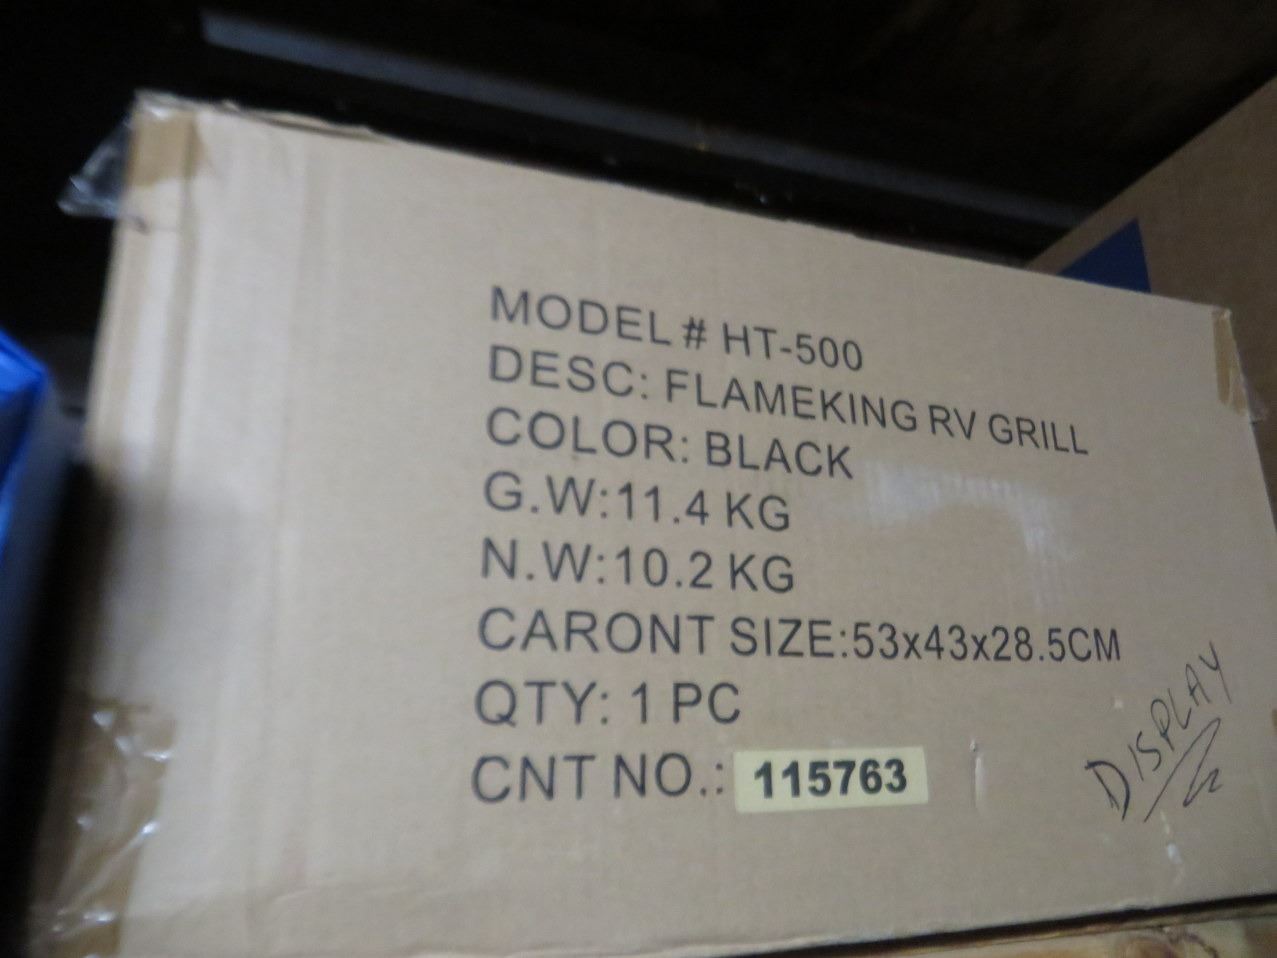 MODEL # HT-500
DESC: FLAMEKING RV GRILL
COLOR: BLACK
G.W:11.4 KG
N.W:10.2 KG
CARONT SIZE:53x43x28.5CM
QTY: 1 PC
CNT NO.: 115763
DISPLAY